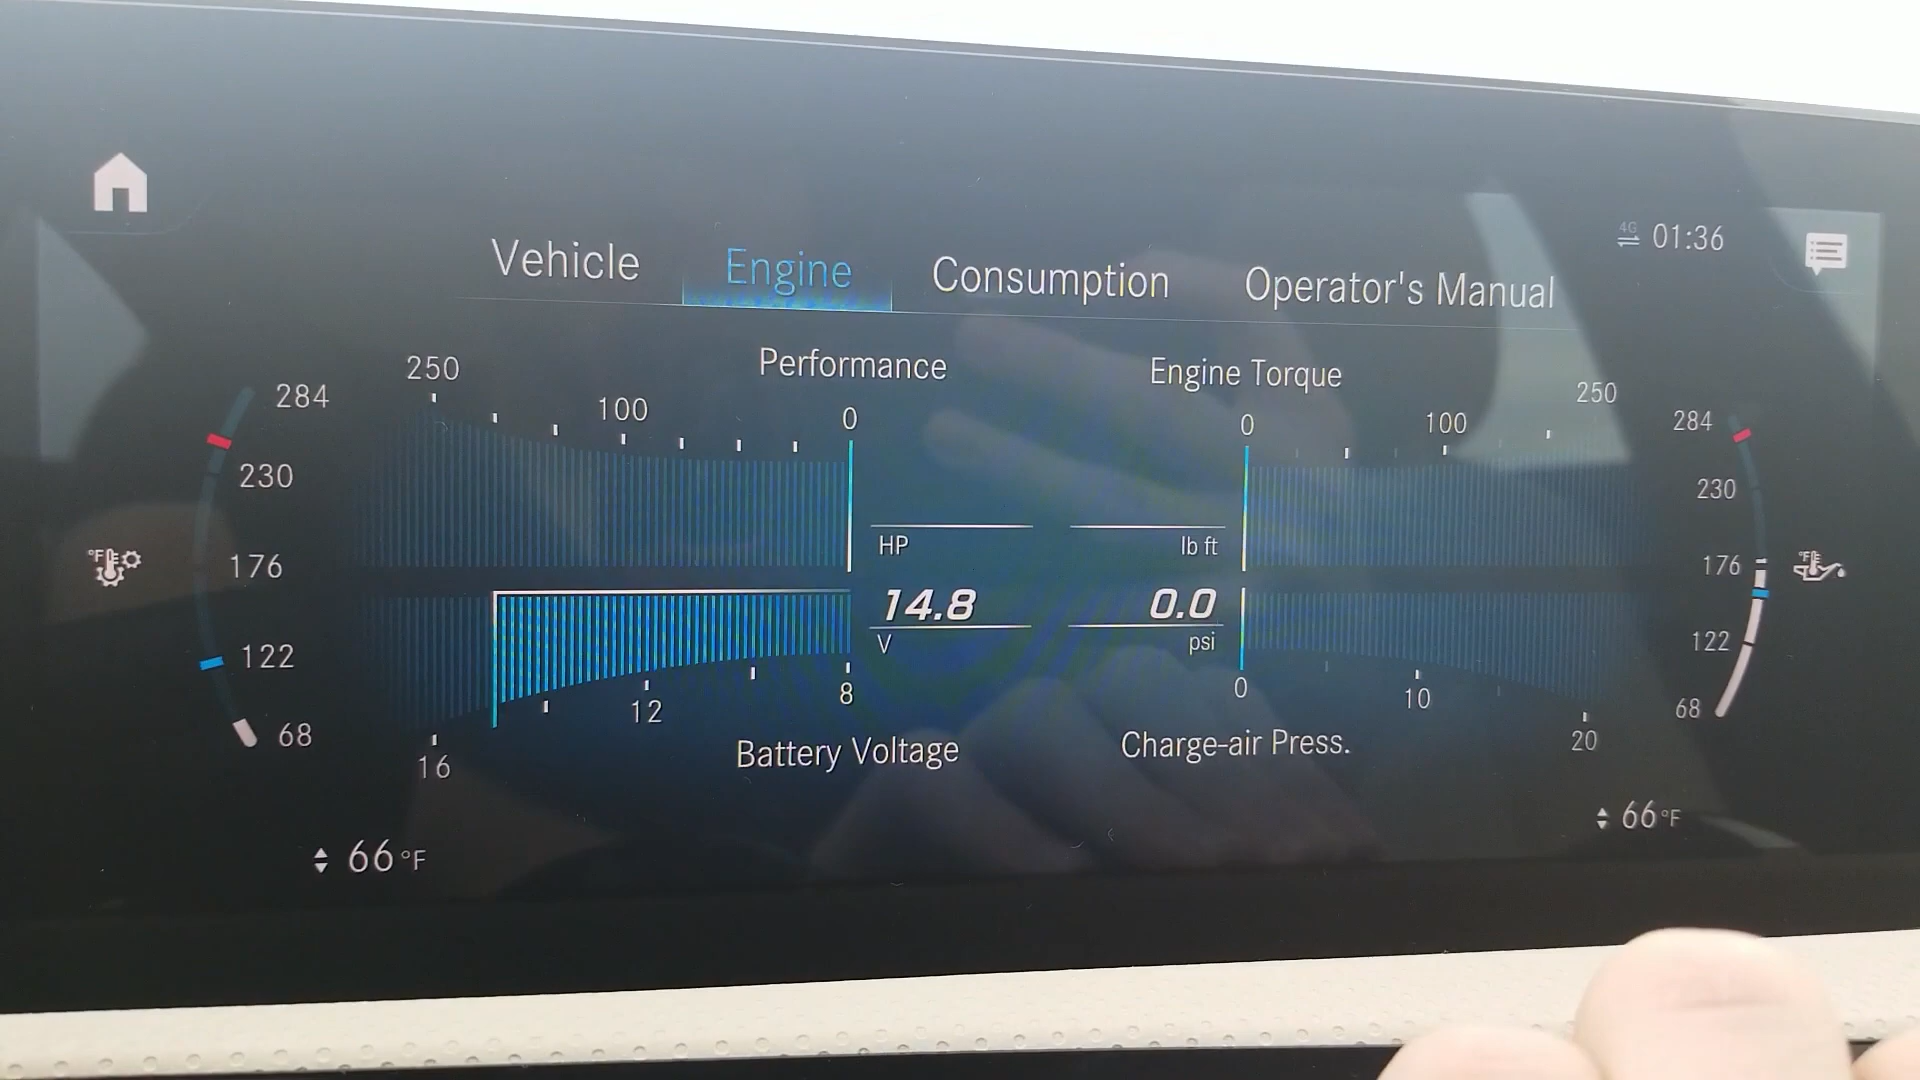 4G 01:36
Vehicle Engine Consumption Operator's Manual
Performance Engine Torque
250 100 0 0 100 250
284 284
230 230
HP lb ft
°F 176 176 °F
14.8 0.0
V psi
122 122
68 68
16 12 8 0 10 20
Battery Voltage Charge-air Press.
66 °F 66 °F